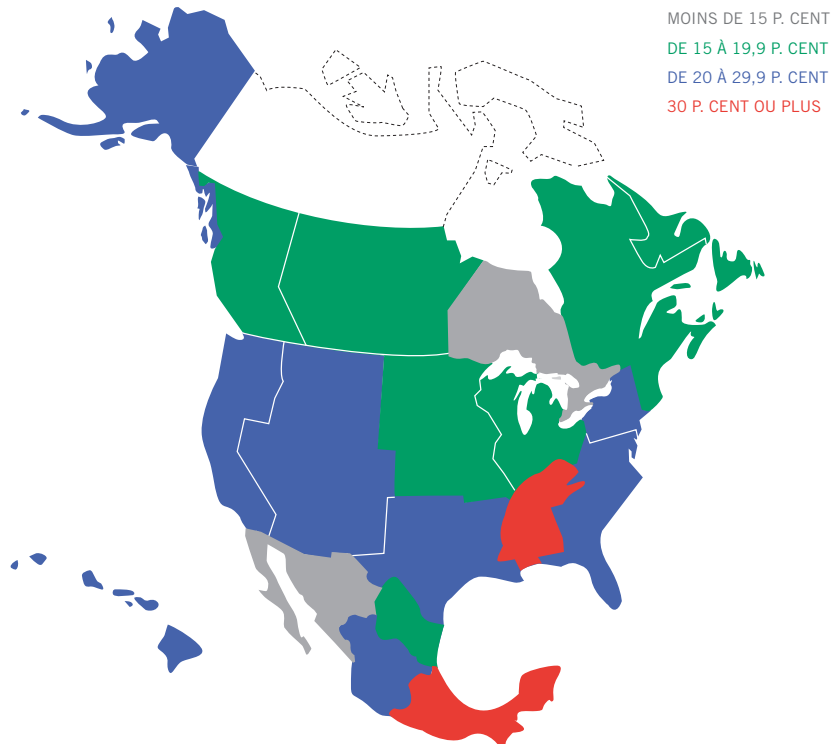 MOINS DE 15 P. CENT
DE 15 À 19,9 P. CENT
DE 20 À 29,9 P. CENT
30 P. CENT OU PLUS